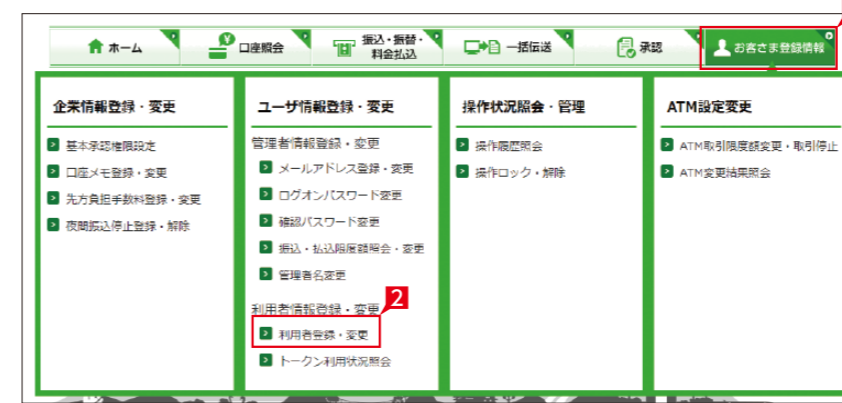 ホーム
口座照会
振込・振替・
料金払込
一括伝送
承認
お客さま登録情報
企業情報登録・変更
基本承認権限設定
口座メモ登録・変更
先方負担手数料登録・変更
夜間振込停止登録・解除
ユーザ情報登録・変更
管理者情報登録・変更
メールアドレス登録・変更
ログオンパスワード変更
確認パスワード変更
振込・払込限度額照会・変更
管理者名変更
利用者情報登録・変更
2
利用者登録・変更
トークン利用状況照会
操作状況照会・管理
操作履歴照会
操作ロック・解除
ATM設定変更
ATM取引限度額変更・取引停止
ATM変更結果照会